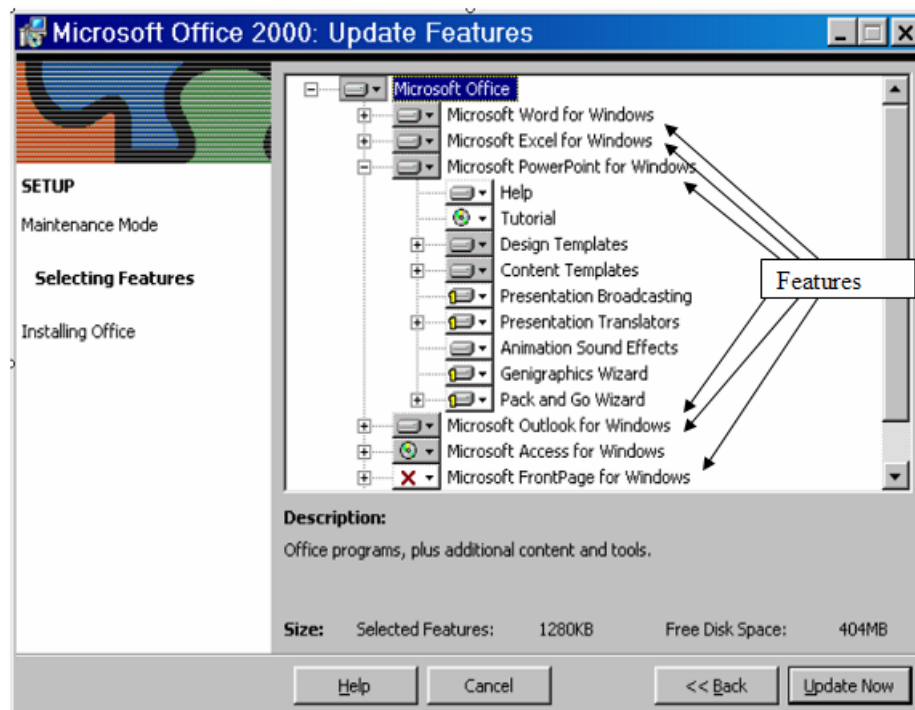 Microsoft Office 2000: Update Features
SETUP
Maintenance Mode
Selecting Features
Installing Office
Microsoft Office
Microsoft Word for Windows
Microsoft Excel for Windows
Microsoft PowerPoint for Windows
Help
Tutorial
Design Templates
Content Templates
Presentation Broadcasting
Presentation Translators
Animation Sound Effects
Genigraphics Wizard
Pack and Go Wizard
Microsoft Outlook for Windows
Microsoft Access for Windows
Microsoft FrontPage for Windows
Features
Description:
Office programs, plus additional content and tools.
Size: Selected Features: 1280KB Free Disk Space: 404MB
Help Cancel << Back Update Now